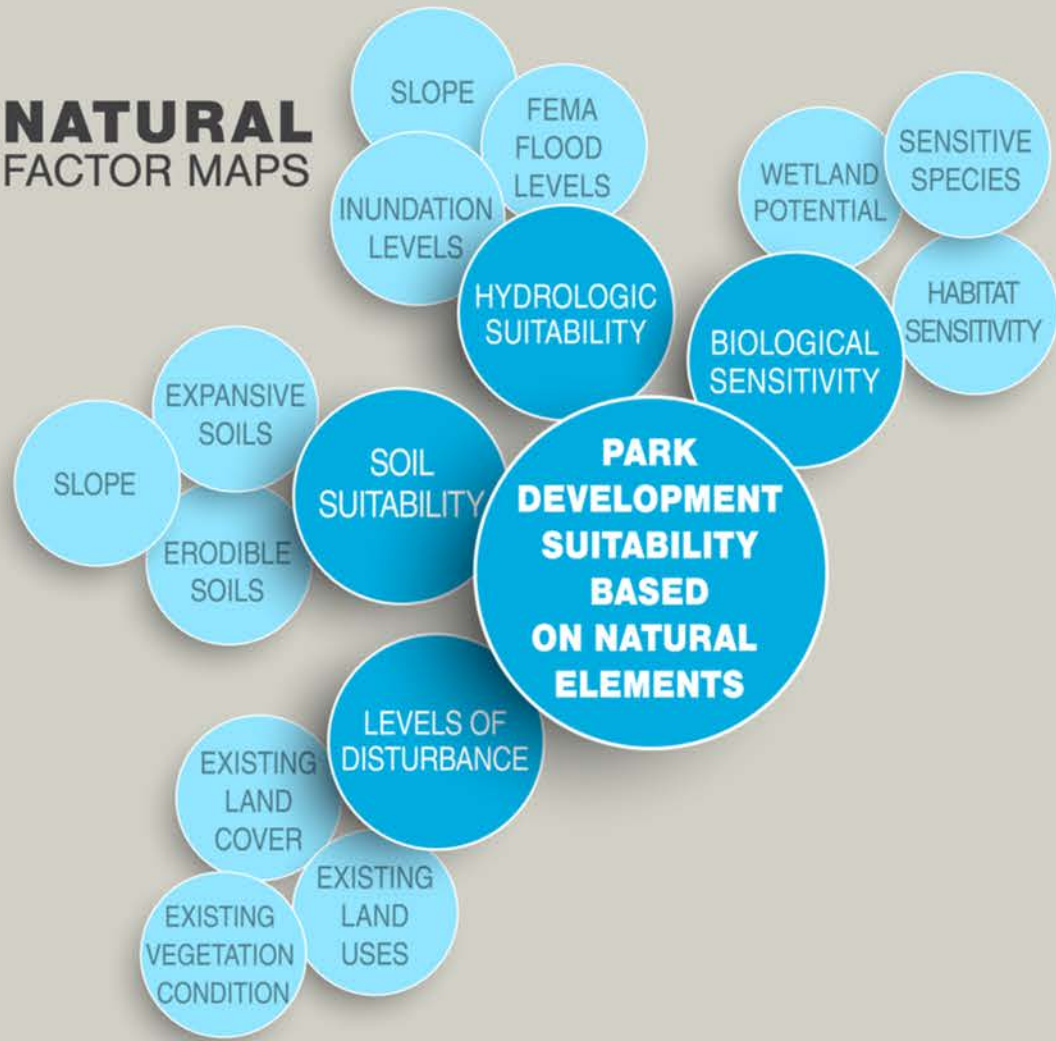 NATURAL
FACTOR MAPS
SLOPE
FEMA
FLOOD
LEVELS
INUNDATION
LEVELS
HYDROLOGIC
SUITABILITY
WETLAND
POTENTIAL
SENSITIVE
SPECIES
HABITAT
SENSITIVITY
BIOLOGICAL
SENSITIVITY
EXPANSIVE
SOILS
SLOPE
ERODIBLE
SOILS
SOIL
SUITABILITY
PARK
DEVELOPMENT
SUITABILITY
BASED
ON NATURAL
ELEMENTS
LEVELS OF
DISTURBANCE
EXISTING
LAND
COVER
EXISTING
LAND
USES
EXISTING
VEGETATION
CONDITION